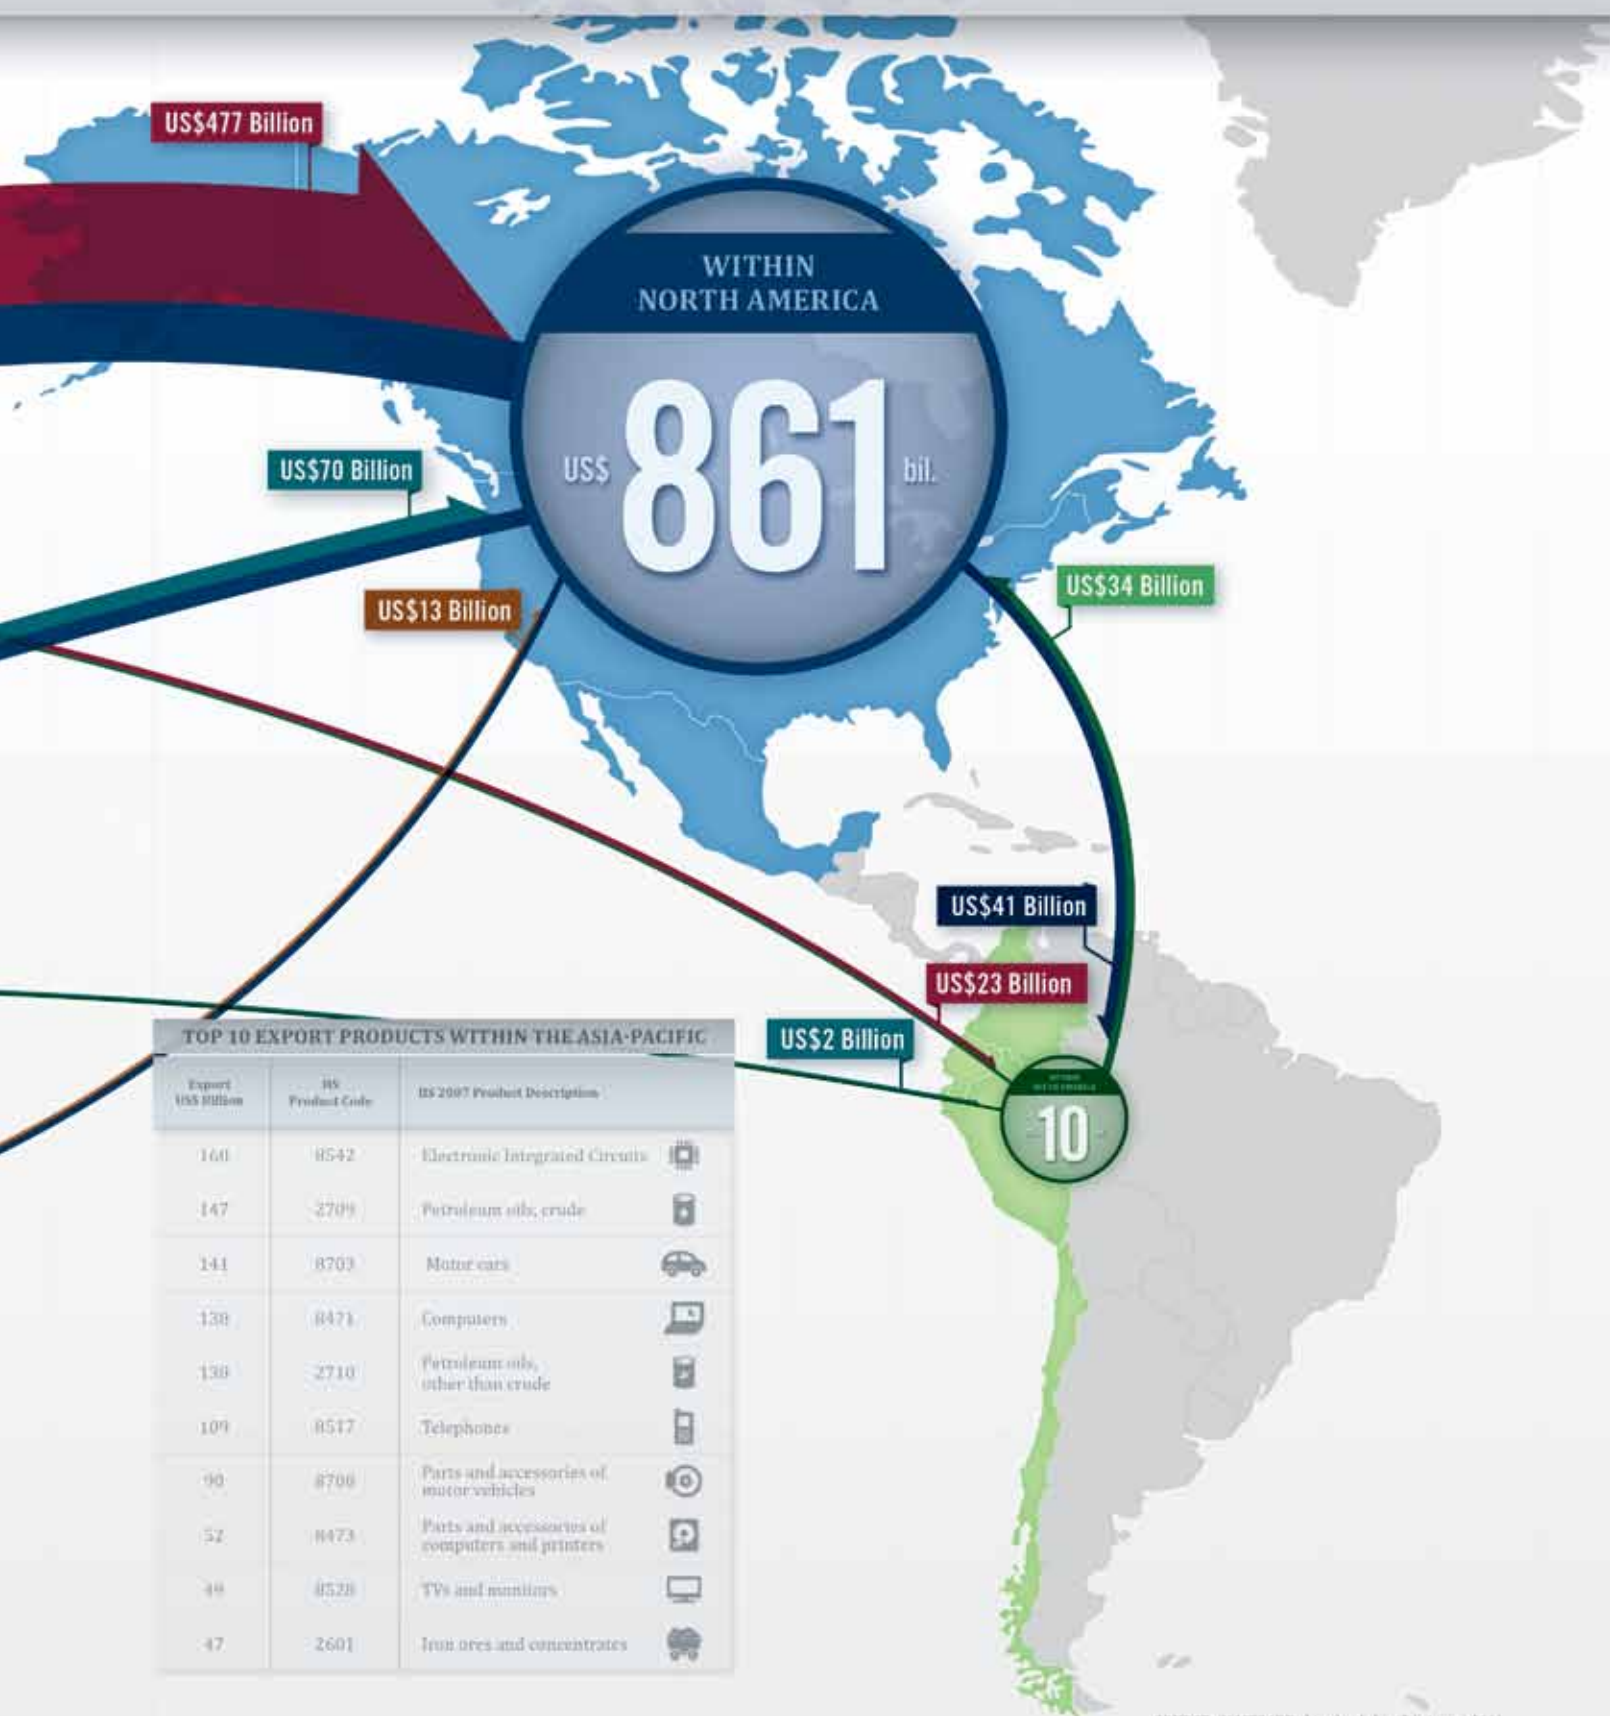 US$477 Billion
WITHIN
NORTH AMERICA
US$ 861 bil.
US$70 Billion
US$13 Billion
US$34 Billion
US$41 Billion
US$23 Billion
US$2 Billion
10
TOP 10 EXPORT PRODUCTS WITHIN THE ASIA-PACIFIC
Export HS HS 2007 Product Description
US$ Billion Product Code
160 8542 Electronic Integrated Circuits
147 2709 Petroleum oils, crude
141 8703 Motor cars
8471 Computers
2710 Petroleum oils,
other than crude
109 8517 Telephones
90 8708 Parts and accessories of
motor vehicles
52 8473 Parts and accessories of
computers and printers
49 8528 TVs and monitors
47 2601 Iron ores and concentrates